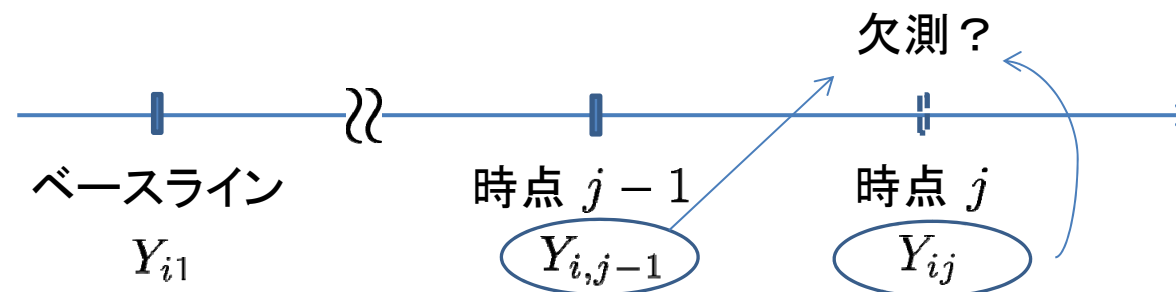 欠測？
ベースライン 時点 j − 1 時点 j
Y_{i1} Y_{i,j−1} Y_{ij}